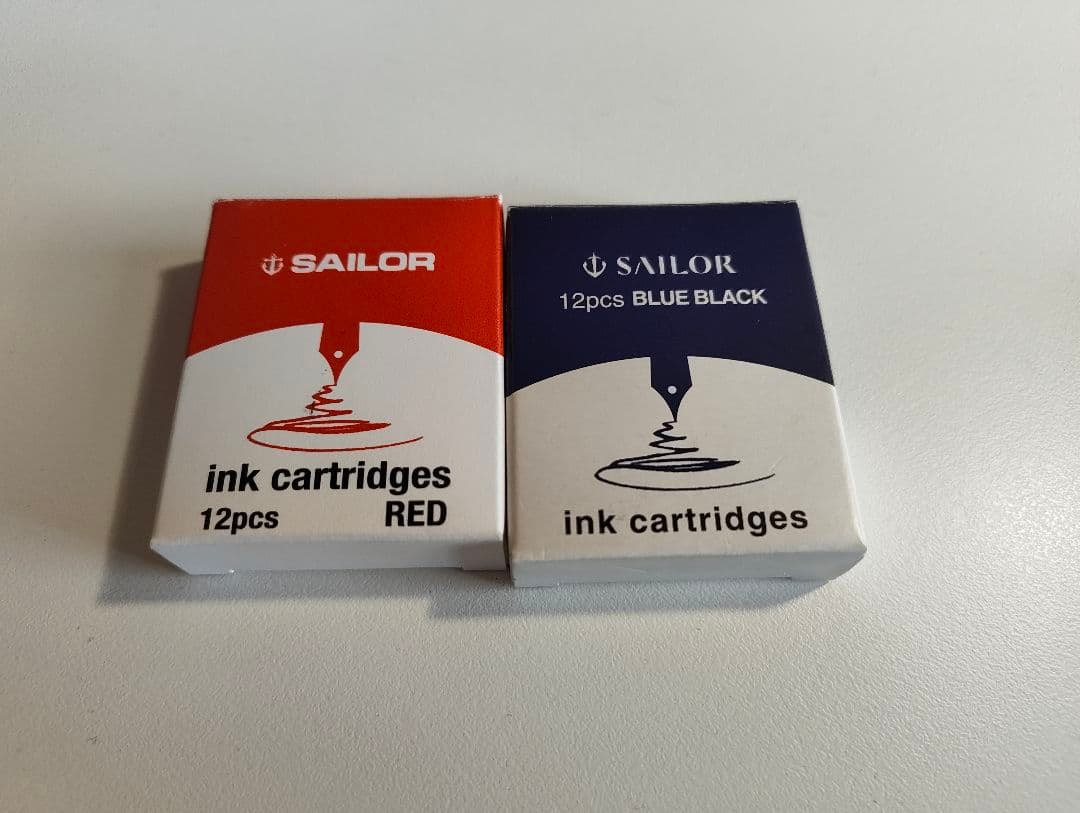 SAILOR
ink cartridges
12pcs RED
SAILOR
12pcs BLUE BLACK
ink cartridges